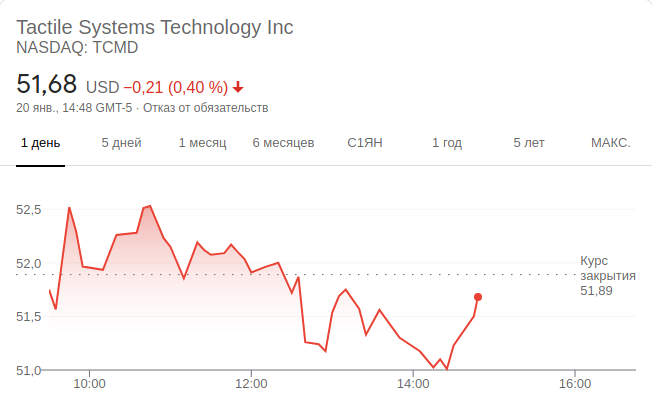 Tactile Systems Technology Inc
NASDAQ: TCMD
51,68 USD −0,21 (0,40 %)
20 янв., 14:48 GMT-5 · Отказ от обязательств
1 день 5 дней 1 месяц 6 месяцев С1ЯН 1 год 5 лет МАКС.
52,5
52,0
51,5
51,0
Курс
закрытия
51,89
10:00 12:00 14:00 16:00